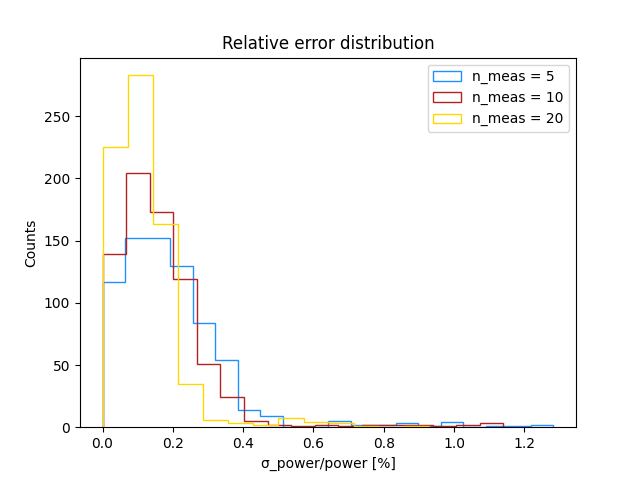 Relative error distribution
n_meas = 5
n_meas = 10
n_meas = 20
Counts
250
200
150
100
50
0
0.0 0.2 0.4 0.6 0.8 1.0 1.2
σ_power/power [%]